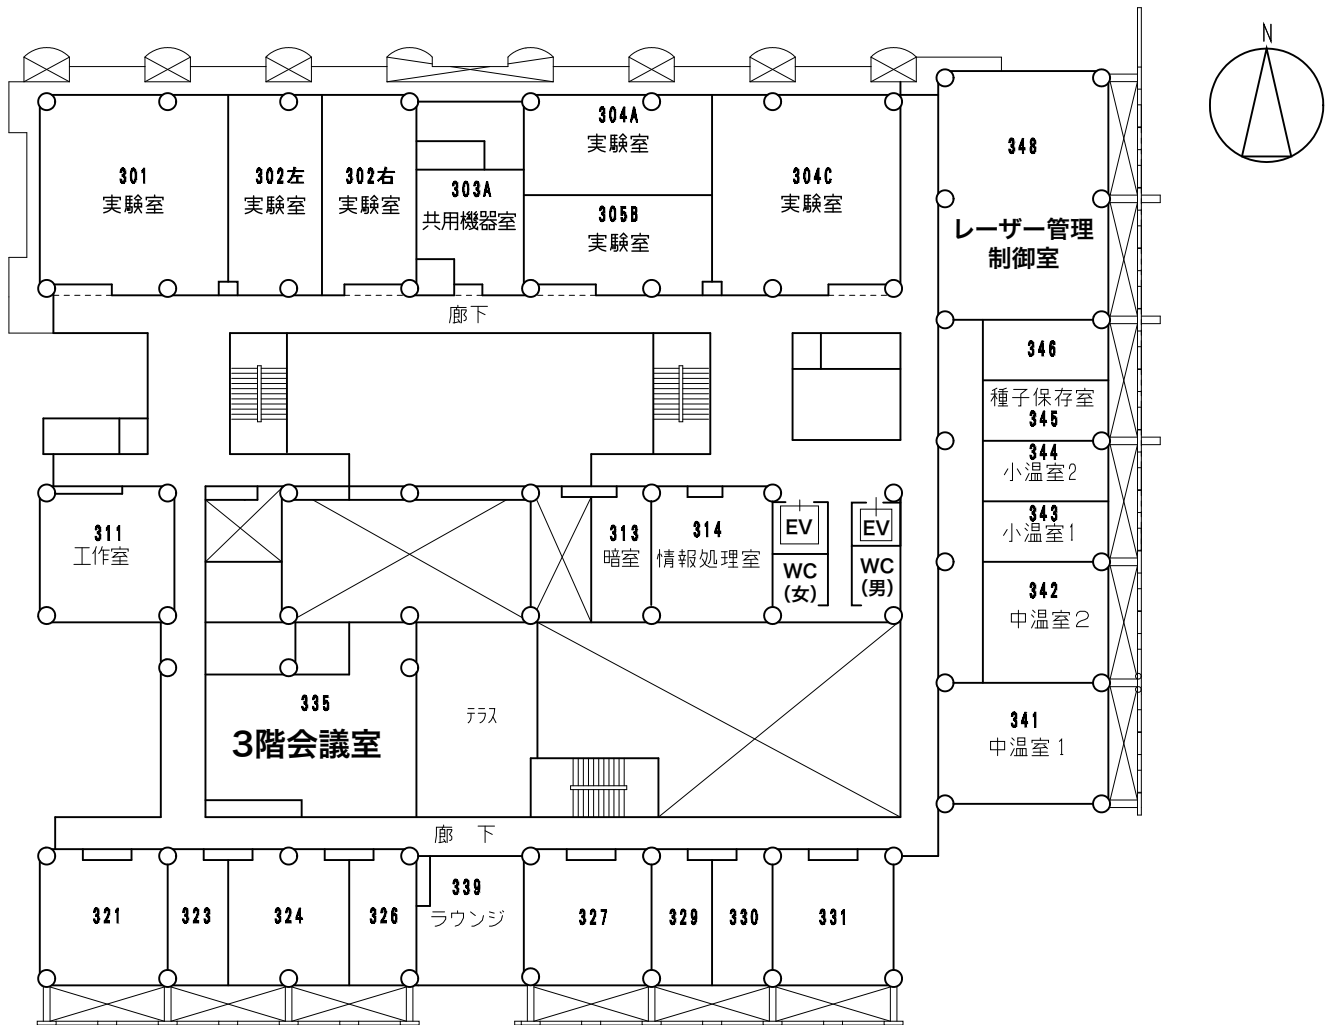 N
304A
実験室
348
301
実験室
302左
実験室
302右
実験室
303A
共用機器室
304C
実験室
305B
実験室
レーザー管理
制御室
廊下
346
種子保存室
345
344
小温室2
343
小温室1
311
工作室
313
暗室
314
情報処理室
EV
EV
WC
(女)
WC
(男)
342
中温室2
335
3階会議室
テラス
341
中温室1
廊下
321
323
324
326
339
ラウンジ
327
329
330
331